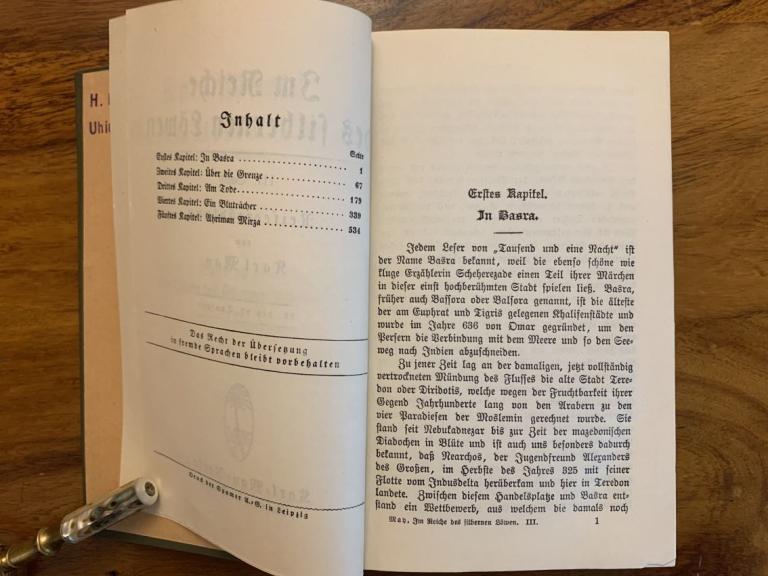 H.
Inhalt
Seite
Erstes Kapitel: In Basra . . . . . . . . . . . . . . . . . . 1
Zweites Kapitel: Über die Grenze . . . . . . . . . . . . . 67
Drittes Kapitel: Am Tode. . . . . . . . . . . . . . . . . . 179
Viertes Kapitel: Ein Bluträcher . . . . . . . . . . . . . . 339
Fünftes Kapitel: Ahriman Mirza . . . . . . . . . . . . . 534
Das Recht der Übersetzung
in fremde Sprachen bleibt vorbehalten
Druck der Spamer A.-G. in Leipzig
Erstes Kapitel.
In Basra.
Jedem Leser von „Tausend und eine Nacht“ ist
der Name Basra bekannt, weil die ebenso schöne wie
kluge Erzählerin Scheherezade einen Teil ihrer Märchen
in dieser einst hochberühmten Stadt spielen ließ. Basra,
früher auch Bassora oder Balsora genannt, ist die älteste
der am Euphrat und Tigris gelegenen Khalifenstädte und
wurde im Jahre 636 von Omar gegründet, um den
Persern die Verbindung mit dem Meere und so den See-
weg nach Indien abzuschneiden.
Zu jener Zeit lag an der damaligen, jetzt vollständig
vertrockneten Mündung des Flusses die alte Stadt Tere-
don oder Diridotis, welche wegen der Fruchtbarkeit ihrer
Gegend Jahrhunderte lang von den Arabern zu den
vier Paradiesen der Moslemin gerechnet wurde. Sie
stand seit Nebukadnezar bis zur Zeit der mazedonischen
Diadochen in Blüte und ist auch uns besonders dadurch
bekannt, daß Nearchos, der Jugendfreund Alexanders
des Großen, im Herbste des Jahres 325 mit seiner
Flotte vom Indusdelta herüberkam und hier in Teredon
landete. Zwischen diesem Handelsplatze und Basra ent-
stand ein Wettbewerb, aus welchem die damals noch
May, Im Reiche des silbernen Löwen. III. 1